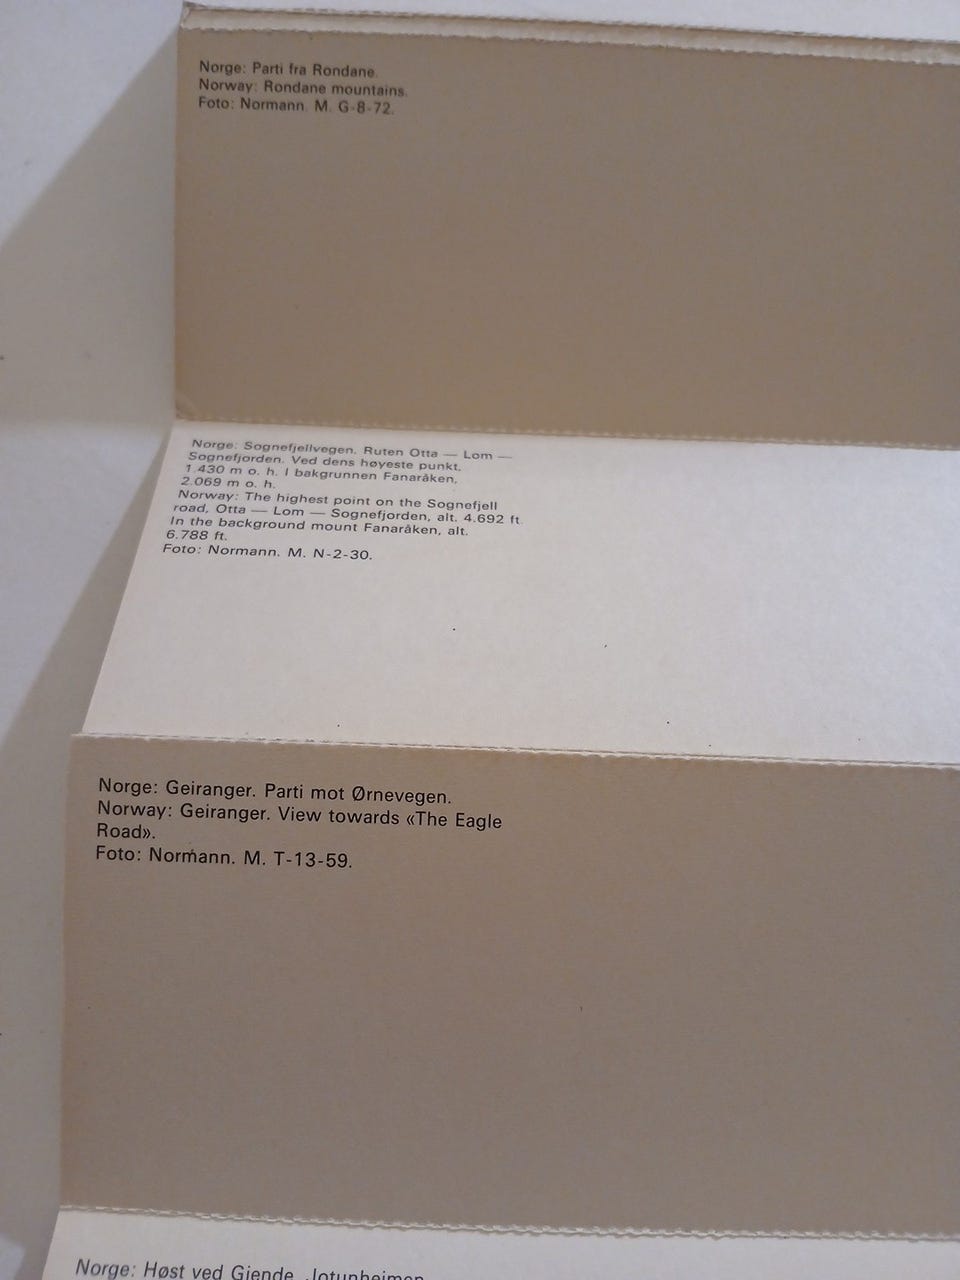 Norge: Parti fra Rondane.
Norway: Rondane mountains.
Foto: Normann. M. G-8-72.
Norge: Sognefjellvegen. Ruten Otta — Lom —
Sognefjorden. Ved dens høyeste punkt,
1.430 m o. h. I bakgrunnen Fanaråken,
2.069 m o. h.
Norway: The highest point on the Sognefjell
road, Otta — Lom — Sognefjorden, alt. 4.692 ft.
In the background mount Fanaråken, alt.
6.788 ft.
Foto: Normann. M. N-2-30.
Norge: Geiranger. Parti mot Ørnevegen.
Norway: Geiranger. View towards «The Eagle
Road».
Foto: Normann. M. T-13-59.
Norge: Høst ved Gjende, Jotunheimen